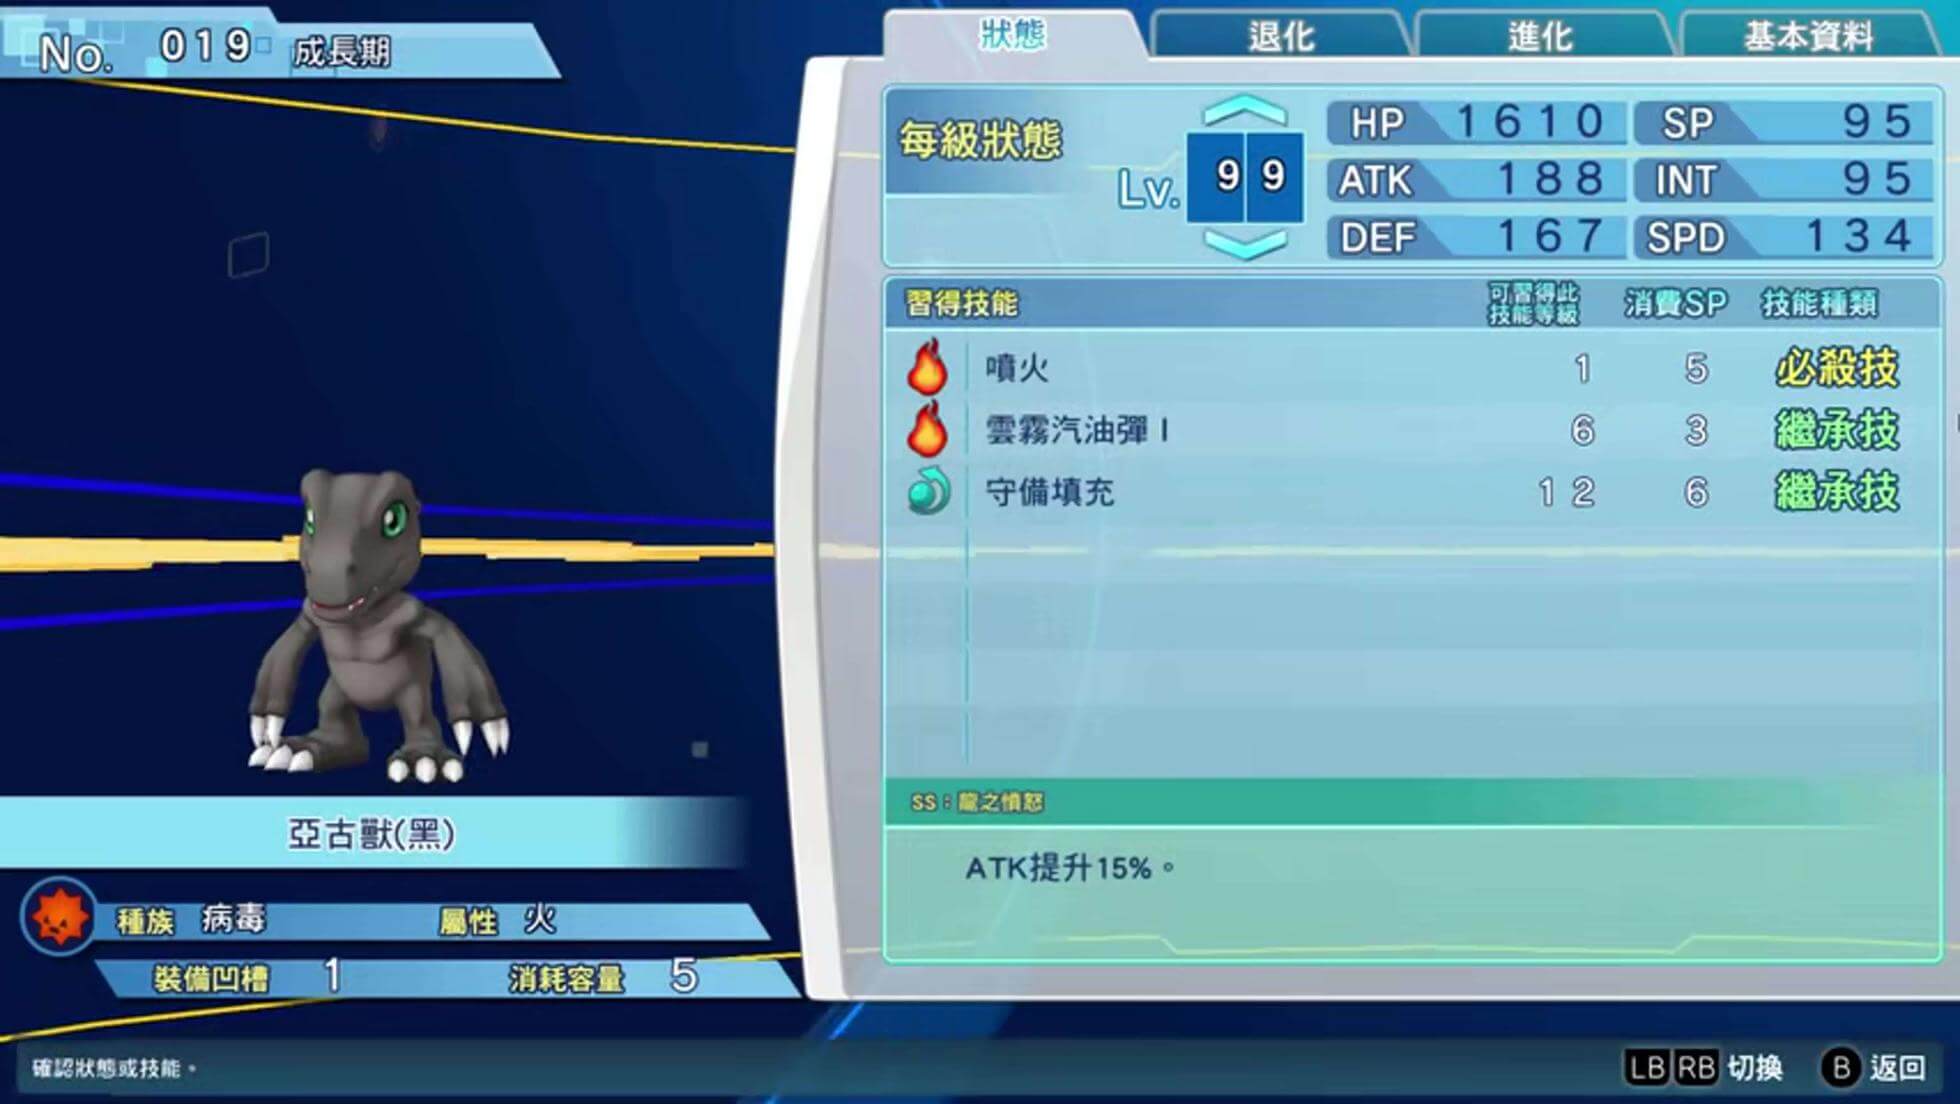 No. 019 成長期
狀態 退化 進化 基本資料
每級狀態 Lv. 99
HP 1610 SP 95
ATK 188 INT 95
DEF 167 SPD 134
習得技能 可習得此技能等級 消費SP 技能種類
噴火 1 5 必殺技
雲霧汽油彈 I 6 3 繼承技
守備填充 12 6 繼承技
SS：龍之憤怒
ATK提升15%。
亞古獸(黑)
種族 病毒 屬性 火
裝備凹槽 1 消耗容量 5
確認狀態或技能。
LB RB 切換 B 返回